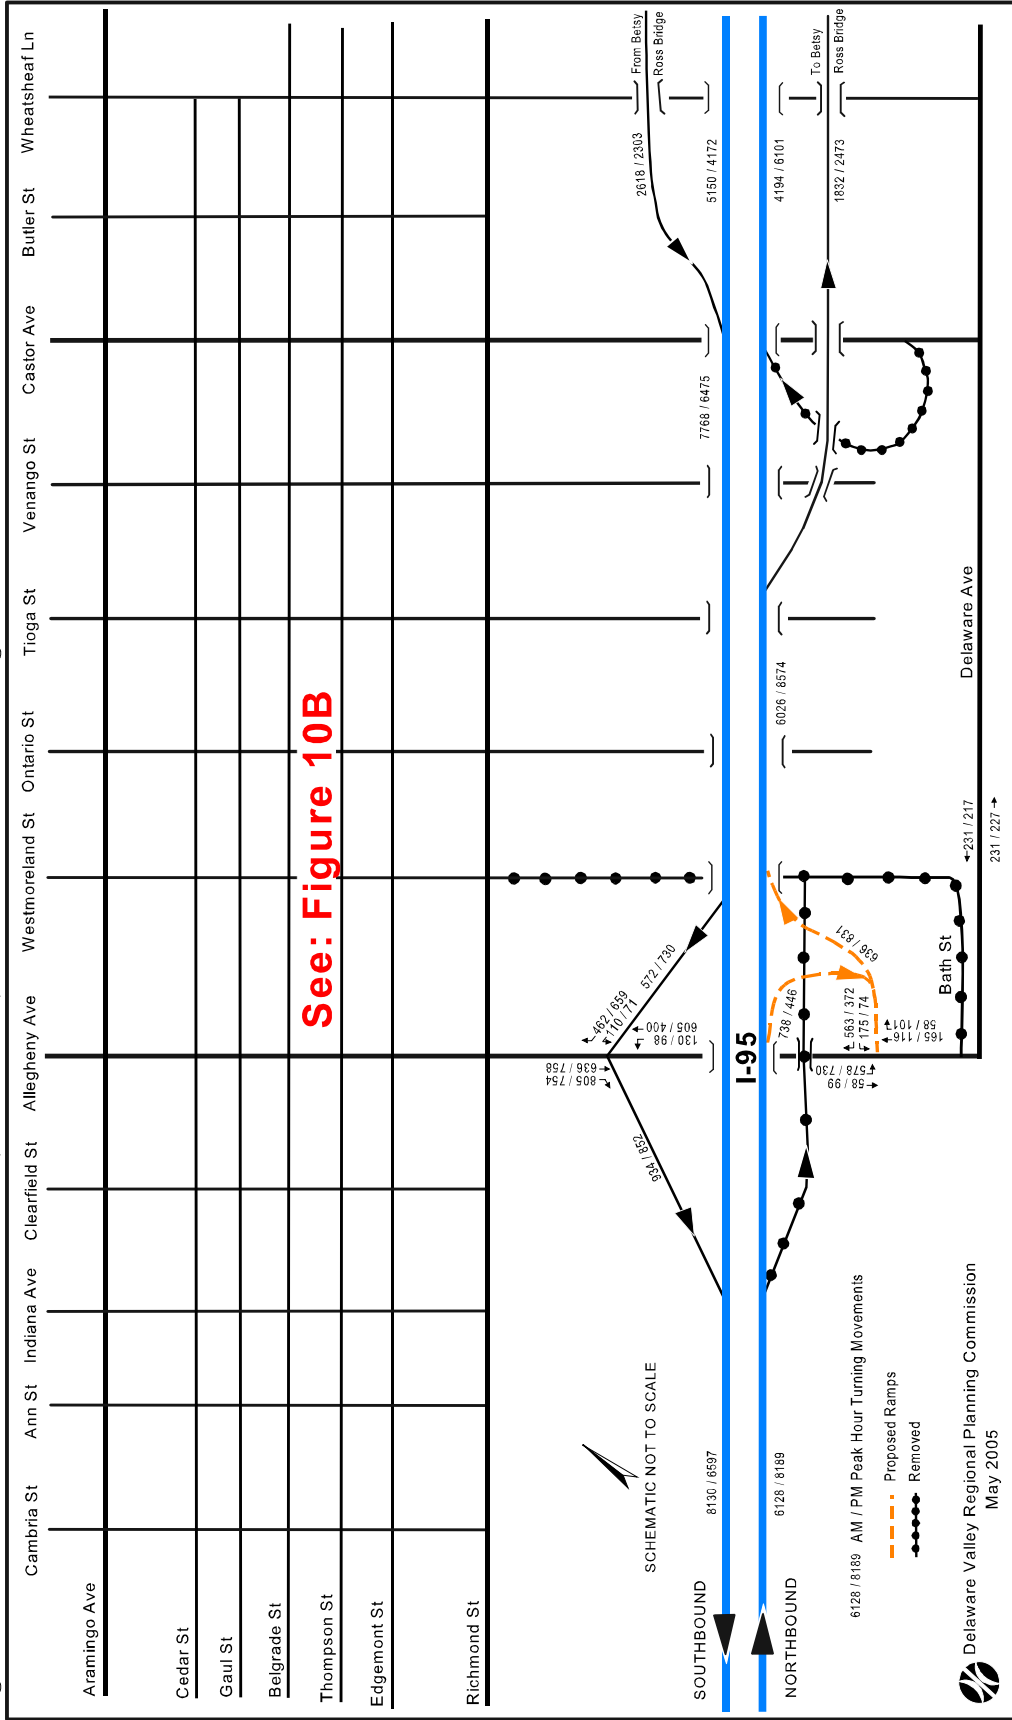 Cambria St
Ann St
Indiana Ave
Clearfield St
Allegheny Ave
Westmoreland St
Ontario St
Tioga St
Venango St
Castor Ave
Butler St
Wheatsheaf Ln
Aramingo Ave
Cedar St
Gaul St
Belgrade St
Thompson St
Edgemont St
Richmond St
See: Figure 10B
From Betsy
Ross Bridge
2618 / 2303
5150 / 4172
4194 / 6101
To Betsy
Ross Bridge
1832 / 2473
7768 / 6475
6026 / 8574
572 / 730
462 / 659
110 / 71
605 / 400
130 / 98
636 / 758
805 / 754
934 / 852
I-95
738 / 446
636 / 831
563 / 372
175 / 74
165 / 116
58 / 101
578 / 730
58 / 99
Bath St
Delaware Ave
231 / 217
231 / 227
SCHEMATIC NOT TO SCALE
SOUTHBOUND
8130 / 6597
NORTHBOUND
6128 / 8189
6128 / 8189 AM / PM Peak Hour Turning Movements
Proposed Ramps
Removed
Delaware Valley Regional Planning Commission
May 2005